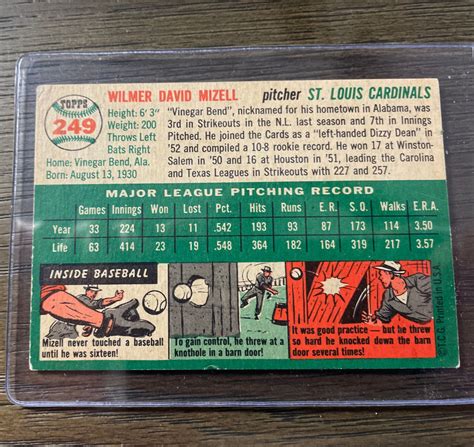 TOPPS
249
WILMER DAVID MIZELL pitcher ST. LOUIS CARDINALS
Height: 6' 3"
Weight: 200
Throws Left
Bats Right
Home: Vinegar Bend, Ala.
Born: August 13, 1930
"Vinegar Bend", nicknamed for his hometown in Alabama, was
3rd in Strikeouts in the N.L. last season and 7th in Innings
Pitched. He joined the Cards as a "left-handed Dizzy Dean" in
'52 and compiled a 10-8 rookie record. He won 17 at Winston-
Salem in '50 and 16 at Houston in '51, leading the Carolina
and Texas Leagues in Strikeouts with 227 and 257.
MAJOR LEAGUE PITCHING RECORD
Games Innings Won Lost Pct. Hits Runs E.R. S.O. Walks E.R.A.
Year 33 224 13 11 .542 193 93 87 173 114 3.50
Life 63 414 23 19 .548 364 182 164 319 217 3.57
INSIDE BASEBALL
Mizell never touched a baseball
until he was sixteen!
To gain control, he threw at a
knothole in a barn door!
It was good practice — but he threw
so hard he knocked down the barn
door several times!
© T.C.G. Printed in U.S.A.